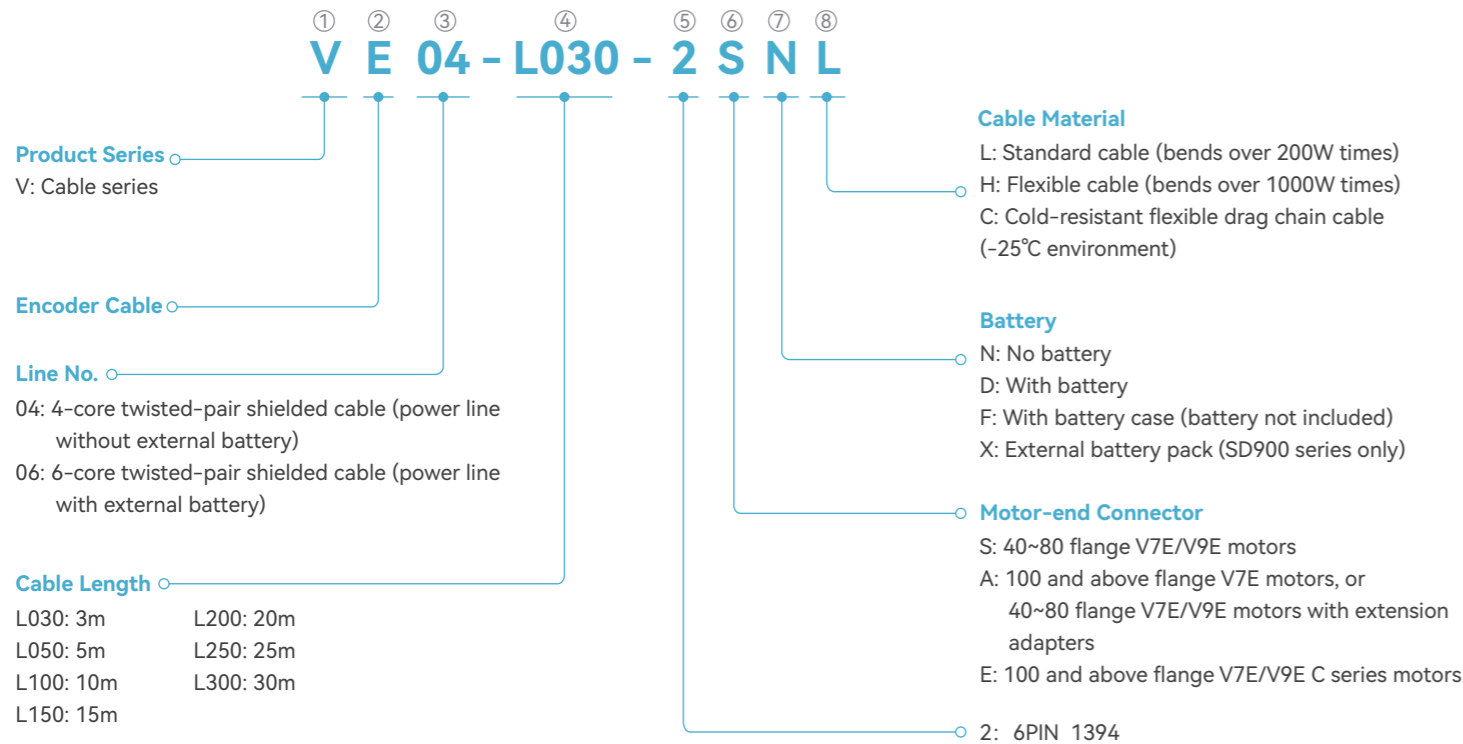 ① ② ③ ④ ⑤ ⑥ ⑦ ⑧
V E 04 - L030 - 2 S N L
Product Series
V: Cable series
Encoder Cable
Line No.
04: 4-core twisted-pair shielded cable (power line
without external battery)
06: 6-core twisted-pair shielded cable (power line
with external battery)
Cable Length
L030: 3m L200: 20m
L050: 5m L250: 25m
L100: 10m L300: 30m
L150: 15m
Cable Material
L: Standard cable (bends over 200W times)
H: Flexible cable (bends over 1000W times)
C: Cold-resistant flexible drag chain cable
(-25℃ environment)
Battery
N: No battery
D: With battery
F: With battery case (battery not included)
X: External battery pack (SD900 series only)
Motor-end Connector
S: 40~80 flange V7E/V9E motors
A: 100 and above flange V7E motors, or
40~80 flange V7E/V9E motors with extension
adapters
E: 100 and above flange V7E/V9E C series motors
2: 6PIN 1394